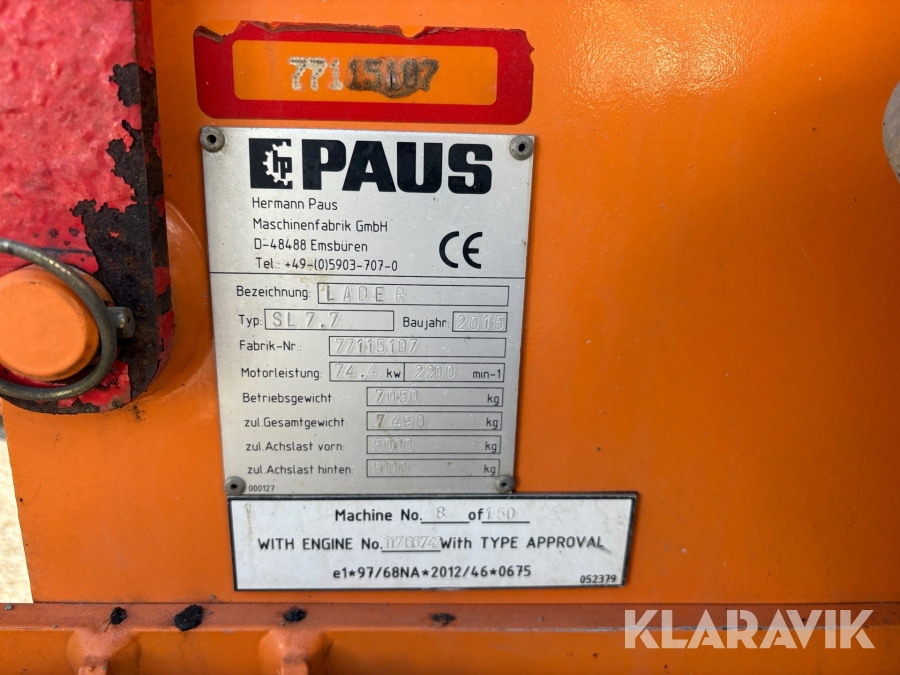 77115107
hp PAUS
Hermann Paus
Maschinenfabrik GmbH
D-48488 Emsbüren
Tel.: +49-(0)5903-707-0
CE
Bezeichnung: LADER
Typ: SL 7.7 Baujahr: 2015
Fabrik-Nr.: 77115107
Motorleistung: 74.4 kw 2200 min-1
Betriebsgewicht: 7050 kg
zul.Gesamtgewicht: 7490 kg
zul.Achslast vorn: 5000 kg
zul.Achslast hinten: 5000 kg
000127
Machine No. 8 of 150
WITH ENGINE No. With TYPE APPROVAL
e1*97/68NA*2012/46*0675
052379
KLARAVIK